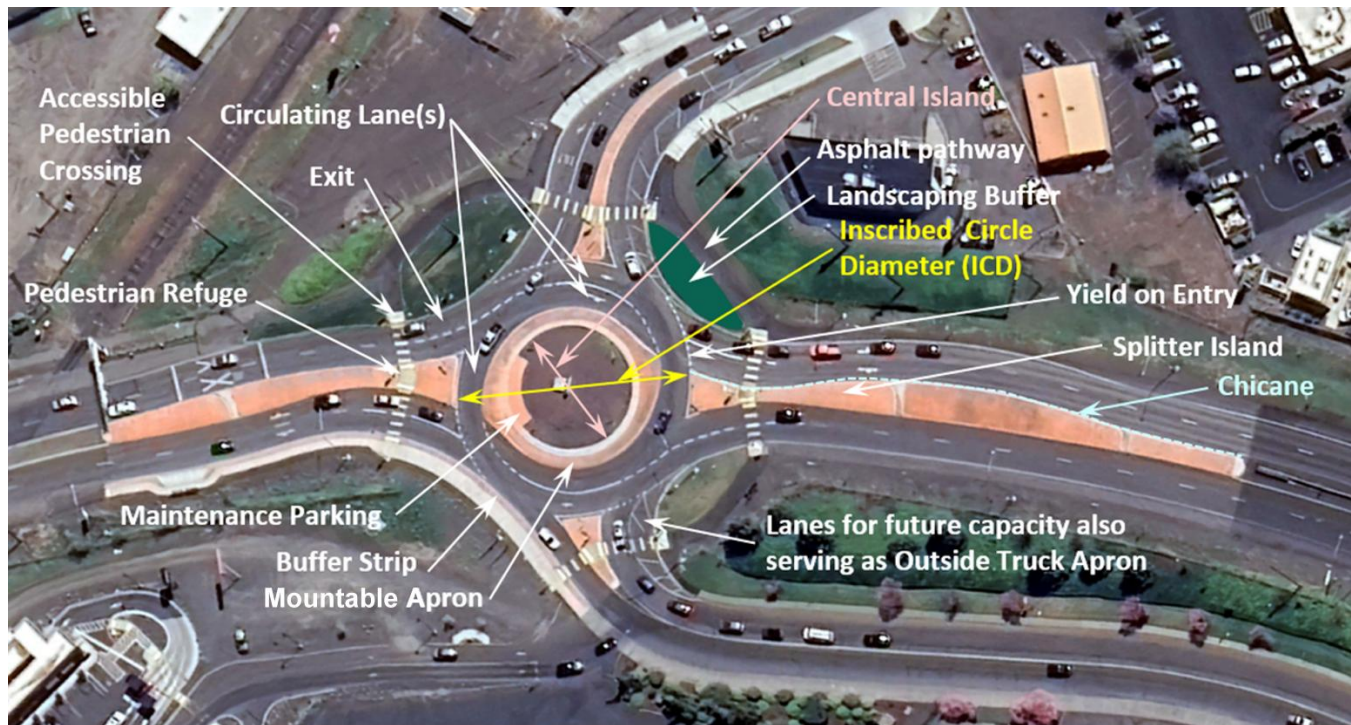 Accessible
Pedestrian
Crossing
Circulating Lane(s)
Exit
Pedestrian Refuge
Central Island
Asphalt pathway
Landscaping Buffer
Inscribed Circle
Diameter (ICD)
Yield on Entry
Splitter Island
Chicane
Maintenance Parking
Buffer Strip
Mountable Apron
Lanes for future capacity also
serving as Outside Truck Apron